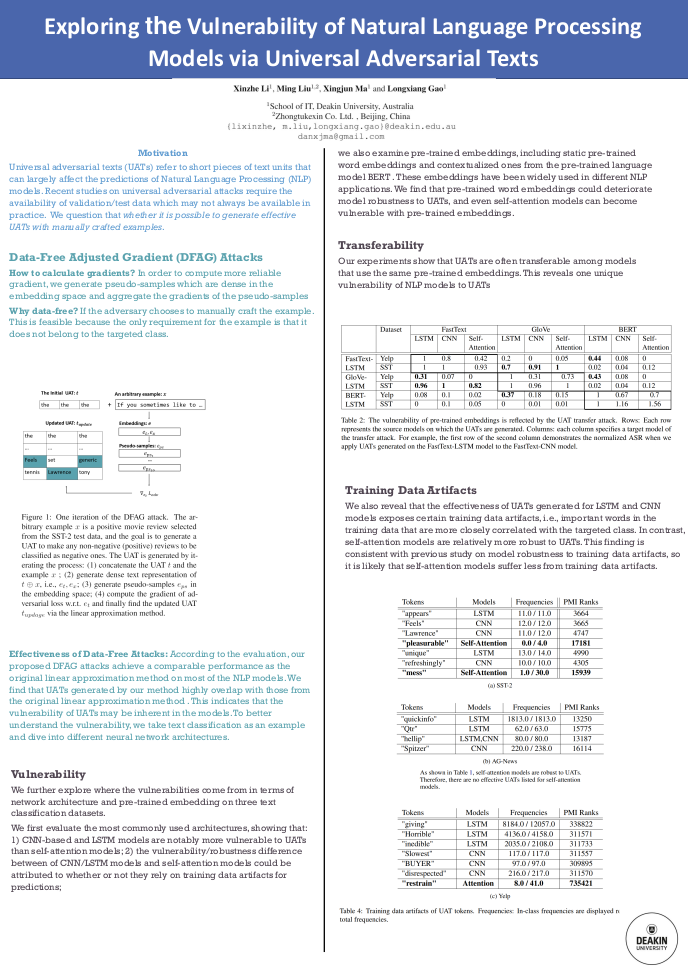 Exploring the Vulnerability of Natural Language Processing
Models via Universal Adversarial Texts
Xinzhe Li¹, Ming Liu¹,², Xingjun Ma¹ and Longxiang Gao¹
¹School of IT, Deakin University, Australia
²Zhongtukexin Co. Ltd. , Beijing, China
{lixinzhe, m.liu,longxiang.gao}@deakin.edu.au
danxjma@gmail.com
Motivation
Universal adversarial texts (UATs) refer to short pieces of text units that
can largely affect the predictions of Natural Language Processing (NLP)
models. Recent studies on universal adversarial attacks require the
availability of validation/test data which may not always be available in
practice. We question that whether it is possible to generate effective
UATs with manually crafted examples.
Data-Free Adjusted Gradient (DFAG) Attacks
How to calculate gradients? In order to compute more reliable
gradient, we generate pseudo-samples which are dense in the
embedding space and aggregate the gradients of the pseudo-samples
Why data-free? If the adversary chooses to manually craft the example.
This is feasible because the only requirement for the example is that it
does not belong to the targeted class.
The initial UAT: t
An arbitrary example: x
the the the + If you sometimes like to …
Updated UAT: t_update
Embeddings: e
the the the
Pseudo-samples: e_ps
... ... ...
Feels set generic
tennis Lawrence tony
Figure 1: One iteration of the DFAG attack. The ar-
bitrary example x is a positive movie review selected
from the SST-2 test data, and the goal is to generate a
UAT to make any non-negative (positive) reviews to be
classified as negative ones. The UAT is generated by it-
erating the process: (1) concatenate the UAT t and the
example x ; (2) generate dense text representation of
t ⊕ x, i.e., e_t, e_x; (3) generate pseudo-samples e_ps in
the embedding space; (4) compute the gradient of ad-
versarial loss w.r.t. e_t and finally find the updated UAT
t_update via the linear approximation method.
Effectiveness of Data-Free Attacks: According to the evaluation, our
proposed DFAG attacks achieve a comparable performance as the
original linear approximation method on most of the NLP models. We
find that UATs generated by our method highly overlap with those from
the original linear approximation method . This indicates that the
vulnerability of UATs may be inherent in the models. To better
understand the vulnerability, we take text classification as an example
and dive into different neural network architectures.
Vulnerability
We further explore where the vulnerabilities come from in terms of
network architecture and pre-trained embedding on three text
classification datasets.
We first evaluate the most commonly used architectures, showing that:
1) CNN-based and LSTM models are notably more vulnerable to UATs
than self-attention models; 2) the vulnerability/robustness difference
between of CNN/LSTM models and self-attention models could be
attributed to whether or not they rely on training data artifacts for
predictions;
we also examine pre-trained embeddings, including static pre-trained
word embeddings and contextualized ones from the pre-trained language
model BERT . These embeddings have been widely used in different NLP
applications. We find that pre-trained word embeddings could deteriorate
model robustness to UATs, and even self-attention models can become
vulnerable with pre-trained embeddings.
Transferability
Our experiments show that UATs are often transferable among models
that use the same pre-trained embeddings. This reveals one unique
vulnerability of NLP models to UATs
Dataset FastText GloVe BERT
LSTM CNN Self-Attention LSTM CNN Self-Attention LSTM CNN Self-Attention
FastText- Yelp 1 0.8 0.42 0.2 0 0.05 0.44 0.08 0
LSTM SST 1 1 0.93 0.7 0.91 1 0.02 0.04 0.12
GloVe- Yelp 0.31 0.07 0 1 0.31 0.73 0.43 0.08 0
LSTM SST 0.96 1 0.82 1 0.96 1 0.02 0.04 0.12
BERT- Yelp 0.08 0.1 0.02 0.37 0.18 0.15 1 0.67 0.7
LSTM SST 0 0.1 0.05 0 0.01 0.01 1 1.16 1.56
Table 2: The vulnerability of pre-trained embeddings is reflected by the UAT transfer attack. Rows: Each row
represents the source models on which the UATs are generated. Columns: each column specifies a target model of
the transfer attack. For example, the first row of the second column demonstrates the normalized ASR when we
apply UATs generated on the FastText-LSTM model to the FastText-CNN model.
Training Data Artifacts
We also reveal that the effectiveness of UATs generated for LSTM and CNN
models exposes certain training data artifacts, i.e., important words in the
training data that are more closely correlated with the targeted class. In contrast,
self-attention models are relatively more robust to UATs. This finding is
consistent with previous study on model robustness to training data artifacts, so
it is likely that self-attention models suffer less from training data artifacts.
Tokens Models Frequencies PMI Ranks
"appears" LSTM 11.0 / 11.0 3664
"Feels" CNN 12.0 / 12.0 3665
"Lawrence" CNN 11.0 / 12.0 4747
"pleasurable" Self-Attention 0.0 / 4.0 17181
"unique" LSTM 13.0 / 14.0 4990
"refreshingly" CNN 10.0 / 10.0 4305
"mess" Self-Attention 1.0 / 30.0 15939
(a) SST-2
Tokens Models Frequencies PMI Ranks
"quickinfo" LSTM 1813.0 / 1813.0 13250
"Qtr" LSTM 62.0 / 63.0 15775
"hellip" LSTM,CNN 80.0 / 80.0 13187
"Spitzer" CNN 220.0 / 238.0 16114
(b) AG-News
As shown in Table 1, self-attention models are robust to UATs.
Therefore, there are no effective UATs listed for self-attention
models.
Tokens Models Frequencies PMI Ranks
"giving" LSTM 8184.0 / 12057.0 338822
"Horrible" LSTM 4136.0 / 4158.0 311571
"inedible" LSTM 2035.0 / 2108.0 311733
"Slowest" CNN 117.0 / 117.0 311557
"BUYER" CNN 97.0 / 97.0 309895
"disrespected" CNN 216.0 / 217.0 311570
"restrain" Attention 8.0 / 41.0 735421
(c) Yelp
Table 4: Training data artifacts of UAT tokens. Frequencies: In-class frequencies are displayed n
total frequencies.
DEAKIN
UNIVERSITY